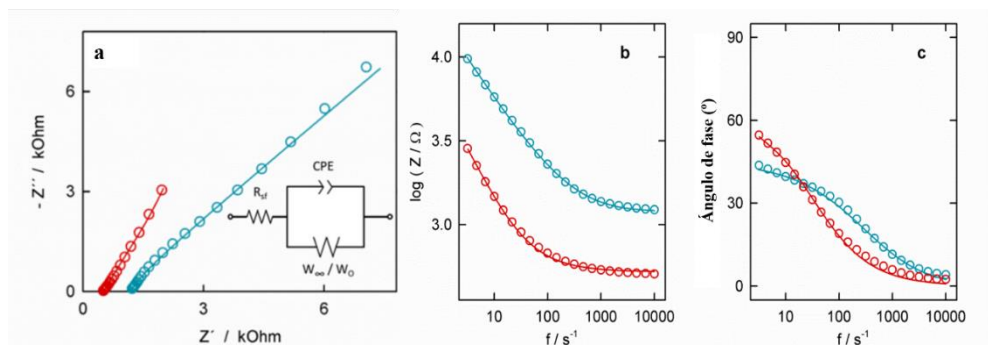 a
6
3
0
- Z´´ / kOhm
0
3
6
Z´ / kOhm
CPE
Rsf
W∞ / Wo
b
4.0
3.5
3.0
log ( Z / Ω )
10
100
1000
10000
f / s⁻¹
c
90
60
30
0
Ángulo de fase (º)
10
100
1000
10000
f / s⁻¹